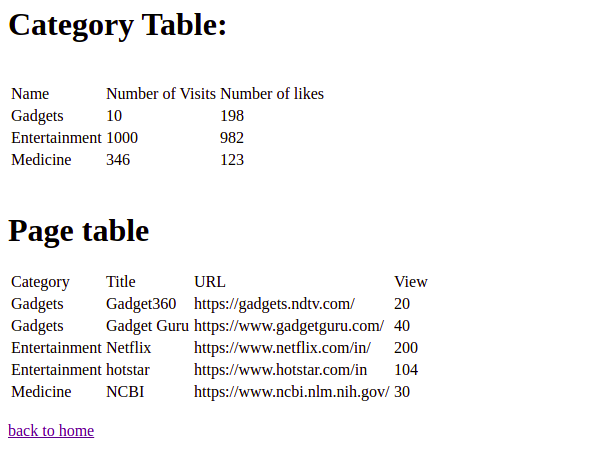 Category Table:
Name Number of Visits Number of likes
Gadgets 10 198
Entertainment 1000 982
Medicine 346 123
Page table
Category Title URL View
Gadgets Gadget360 https://gadgets.ndtv.com/ 20
Gadgets Gadget Guru https://www.gadgetguru.com/ 40
Entertainment Netflix https://www.netflix.com/in/ 200
Entertainment hotstar https://www.hotstar.com/in 104
Medicine NCBI https://www.ncbi.nlm.nih.gov/ 30
back to home